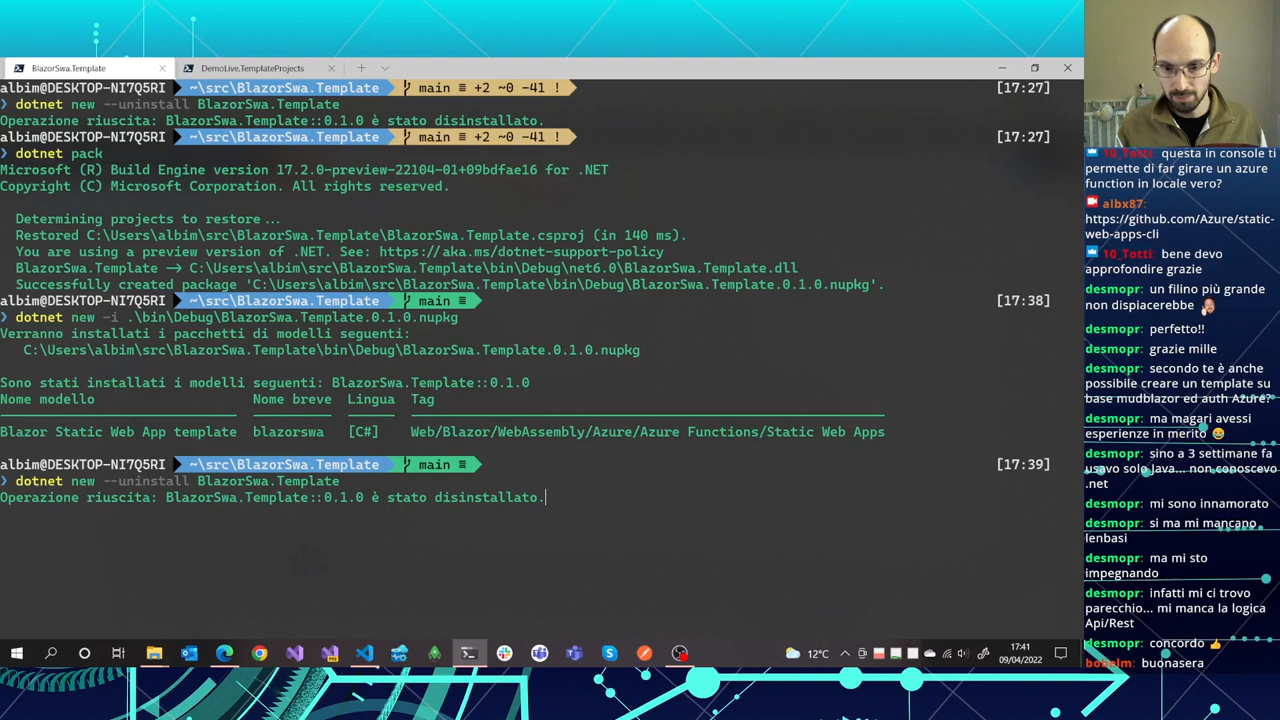 BlazorSwa.Template
DemoLive.TemplateProjects
albim@DESKTOP-NI7Q5RI ~\src\BlazorSwa.Template main ≡ +2 ~0 -41 ! [17:27]
❯ dotnet new --uninstall BlazorSwa.Template
Operazione riuscita: BlazorSwa.Template::0.1.0 è stato disinstallato.
albim@DESKTOP-NI7Q5RI ~\src\BlazorSwa.Template main ≡ +2 ~0 -41 ! [17:27]
❯ dotnet pack
Microsoft (R) Build Engine version 17.2.0-preview-22104-01+09bdfae16 for .NET
Copyright (C) Microsoft Corporation. All rights reserved.
Determining projects to restore...
Restored C:\Users\albim\src\BlazorSwa.Template\BlazorSwa.Template.csproj (in 140 ms).
You are using a preview version of .NET. See: https://aka.ms/dotnet-support-policy
BlazorSwa.Template -> C:\Users\albim\src\BlazorSwa.Template\bin\Debug\net6.0\BlazorSwa.Template.dll
Successfully created package 'C:\Users\albim\src\BlazorSwa.Template\bin\Debug\BlazorSwa.Template.0.1.0.nupkg'.
albim@DESKTOP-NI7Q5RI ~\src\BlazorSwa.Template main ≡ [17:38]
❯ dotnet new -i .\bin\Debug\BlazorSwa.Template.0.1.0.nupkg
Verranno installati i pacchetti di modelli seguenti:
C:\Users\albim\src\BlazorSwa.Template\bin\Debug\BlazorSwa.Template.0.1.0.nupkg
Sono stati installati i modelli seguenti: BlazorSwa.Template::0.1.0
Nome modello Nome breve Lingua Tag
Blazor Static Web App template blazorswa [C#] Web/Blazor/WebAssembly/Azure/Azure Functions/Static Web Apps
albim@DESKTOP-NI7Q5RI ~\src\BlazorSwa.Template main ≡ [17:39]
❯ dotnet new --uninstall BlazorSwa.Template
Operazione riuscita: BlazorSwa.Template::0.1.0 è stato disinstallato.
12°C
17:41
09/04/2022
10_Totti: questa in console ti
permette di far girare un azure
function in locale vero?
albx87:
https://github.com/Azure/static-
web-apps-cli
10_Totti: bene devo
approfondire grazie
desmopr: un filino più grande
non dispiacerebbe
desmopr: perfetto!!
desmopr: grazie mille
desmopr: secondo te è anche
possibile creare un template su
base mudblazor ed auth Azure?
desmopr: ma magari avessi
esperienze in merito 😅
desmopr: sino a 3 settimane fa
usavo solo Java... non conoscevo
.net
desmopr: mi sono innamorato
desmopr: si ma mi mancano
lenbasi
desmopr: ma mi sto
impegnando
desmopr: infatti mi ci trovo
parecchio... mi manca la logica
Api/Rest
desmopr: concordo 👍
bobolm: buonasera